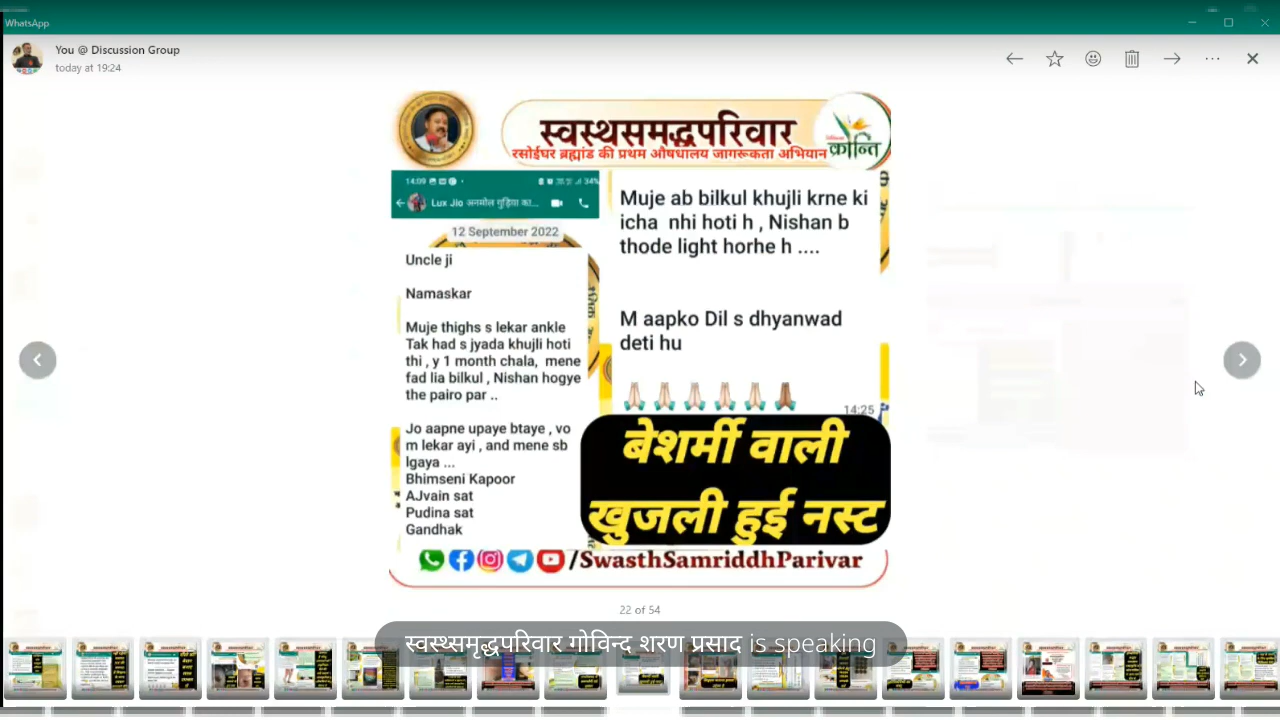 WhatsApp
You @ Discussion Group
today at 19:24
स्वस्थसमृद्धपरिवार
रसोईघर ब्रह्मांड की प्रथम औषधालय जागरूकता अभियान
क्रान्ति
14:09
34%
Lux Jio अनमोल गुड़िया का...
12 September 2022
Uncle ji
Namaskar
Muje thighs s lekar ankle
Tak had s jyada khujli hoti
thi , y 1 month chala, mene
fad lia bilkul , Nishan hogye
the pairo par ..
Jo aapne upaye btaye , vo
m lekar ayi , and mene sb
lgaya ...
Bhimseni Kapoor
AJvain sat
Pudina sat
Gandhak
Muje ab bilkul khujli krne ki
icha nhi hoti h , Nishan b
thode light horhe h ....
M aapko Dil s dhyanwad
deti hu
🙏🏻🙏🏼🙏🏼🙏🏼🙏🏼🙏🏾
14:25
बेशर्मी वाली
खुजली हुई नस्ट
/SwasthSamriddhParivar
22 of 54
स्वस्थ्समृद्धपरिवार गोविन्द शरण प्रसाद is speaking